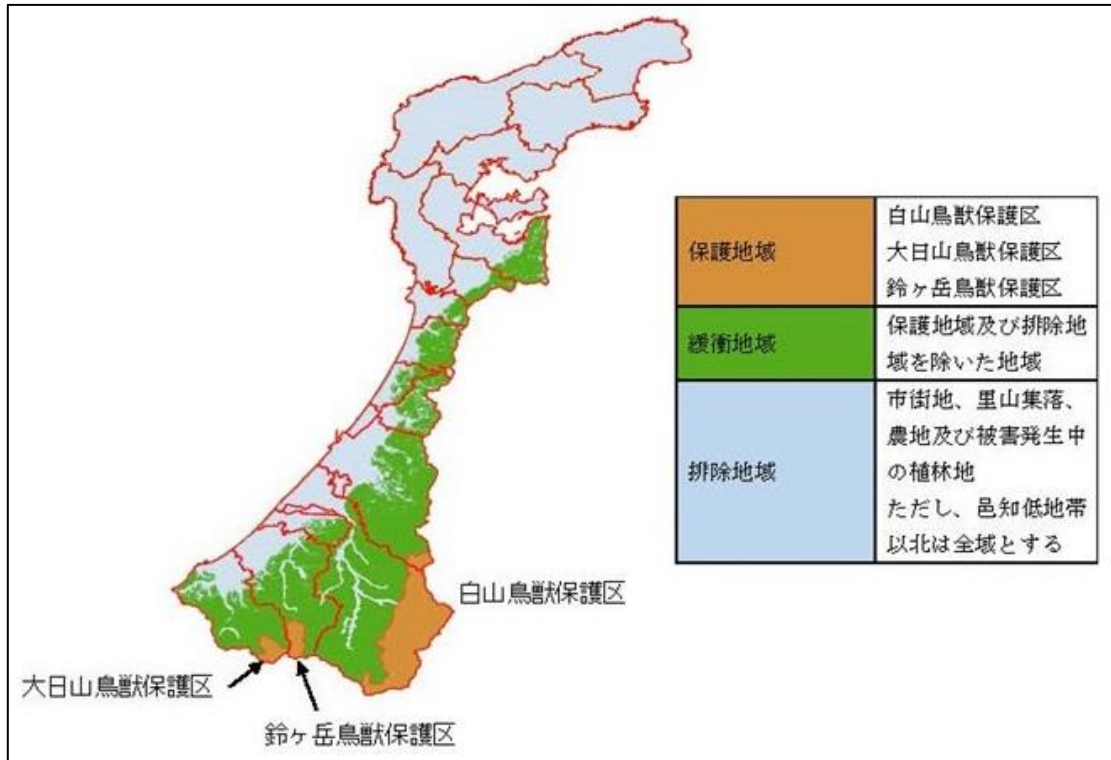 保護地域
白山鳥獣保護区
大日山鳥獣保護区
鈴ヶ岳鳥獣保護区
緩衝地域
保護地域及び排除地
域を除いた地域
排除地域
市街地、里山集落、
農地及び被害発生中
の植林地
ただし、邑知低地帯
以北は全域とする
白山鳥獣保護区
大日山鳥獣保護区
鈴ヶ岳鳥獣保護区